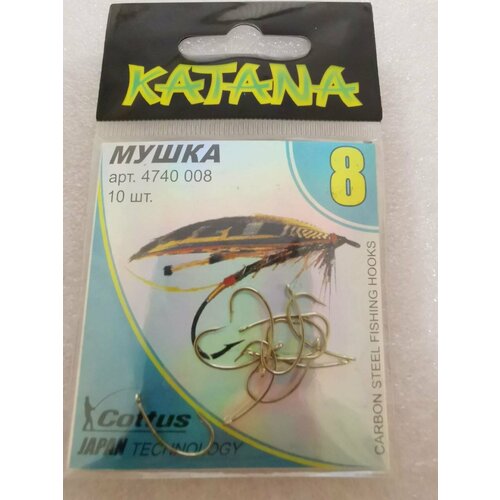 KATANA
МУШКА
арт. 4740 008
10 шт.
8
CARBON STEEL FISHING HOOKS
Cottus
JAPAN TECHNOLOGY